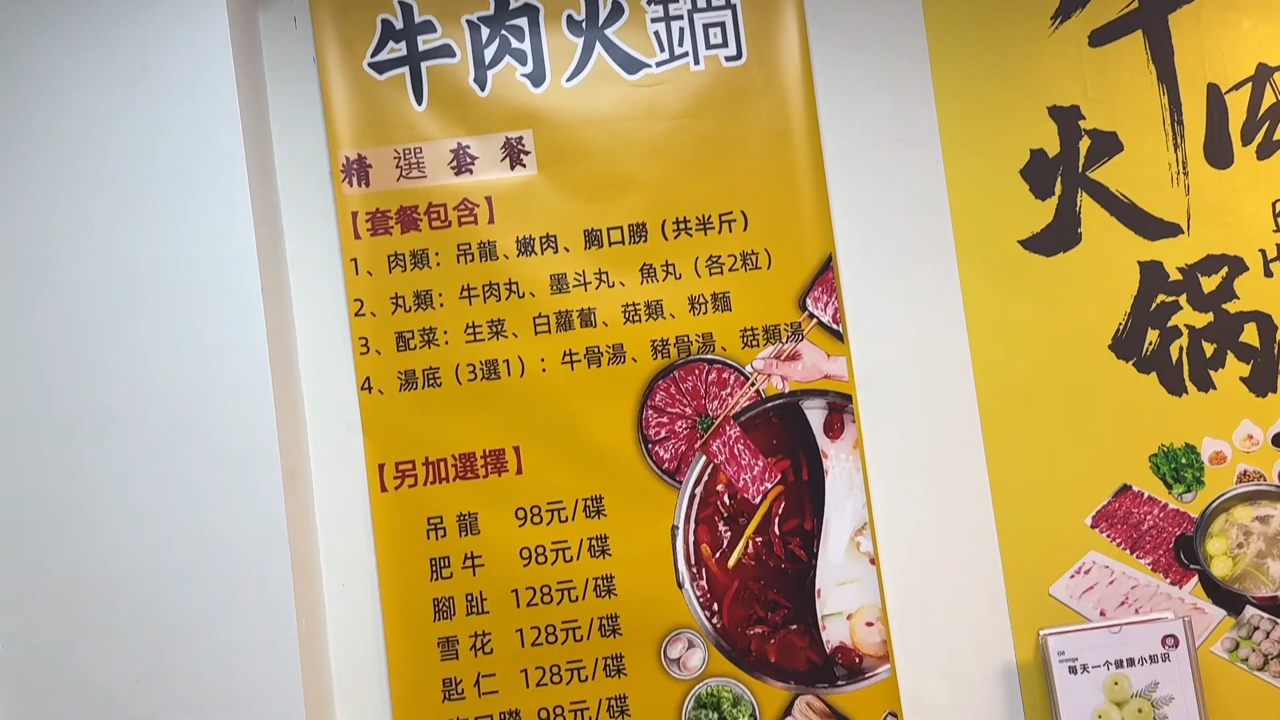 牛肉火鍋
精選套餐
【套餐包含】
1、肉類：吊龍、嫩肉、胸口朥（共半斤）
2、丸類：牛肉丸、墨斗丸、魚丸（各2粒）
3、配菜：生菜、白蘿蔔、菇類、粉麵
4、湯底（3選1）：牛骨湯、豬骨湯、菇類湯
【另加選擇】
吊龍 98元/碟
肥牛 98元/碟
腳趾 128元/碟
雪花 128元/碟
匙仁 128元/碟
98元/碟
牛肉
火
锅
Oil
orange
每天一个健康小知识